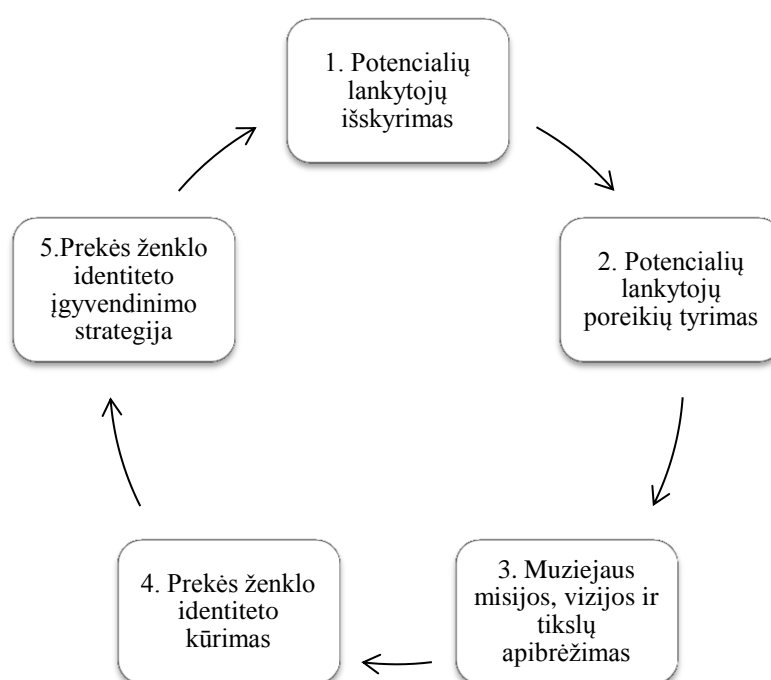 1. Potencialių
lankytojų
išskyrimas
2. Potencialių
lankytojų
poreikių tyrimas
3. Muziejaus
misijos, vizijos ir
tikslų
apibrėžimas
4. Prekės ženklo
identiteto
kūrimas
5.Prekės ženklo
identiteto
įgyvendinimo
strategija